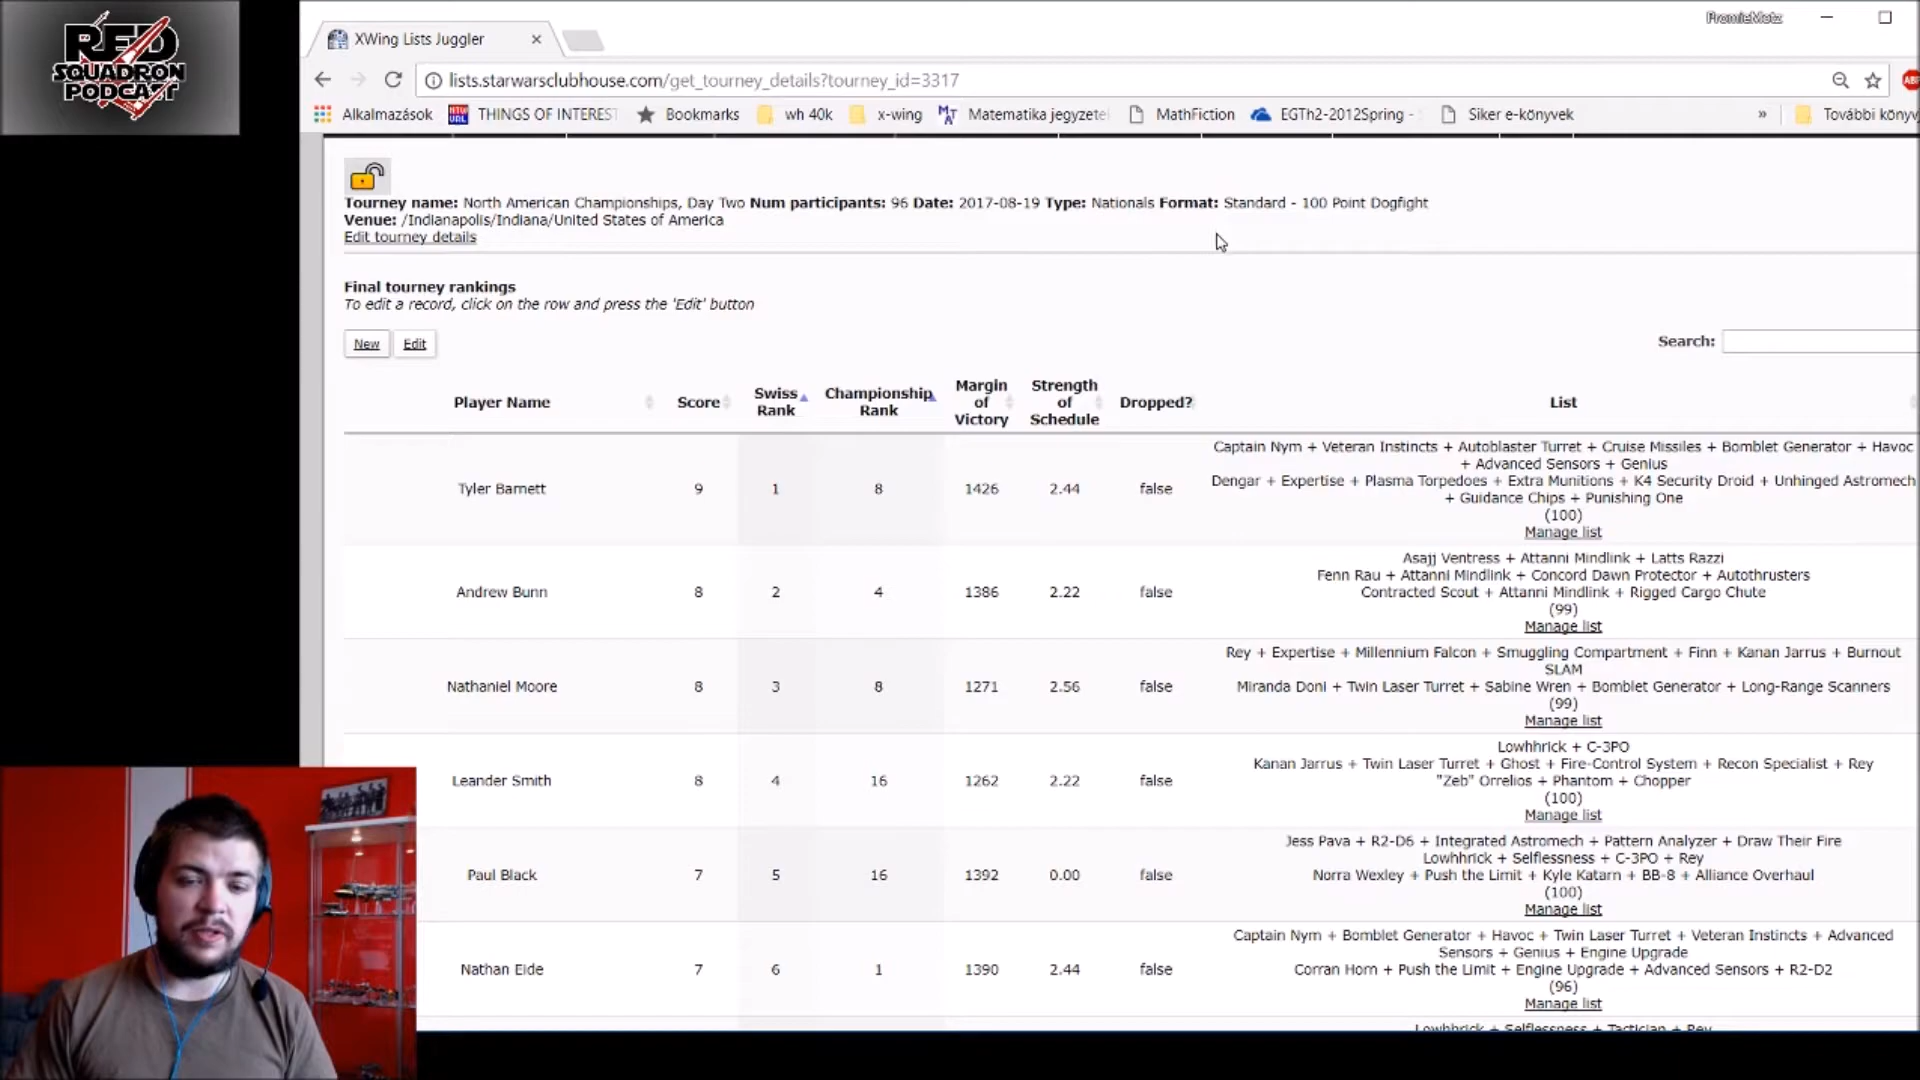 RED
SQUADRON
PODCAST
XWing Lists Juggler
PromieMotz
lists.starwarsclubhouse.com/get_tourney_details?tourney_id=3317
Alkalmazások THINGS OF INTEREST Bookmarks wh 40k x-wing Matematika jegyzete MathFiction EGTh2-2012Spring - Siker e-könyvek » További könyv
Tourney name: North American Championships, Day Two Num participants: 96 Date: 2017-08-19 Type: Nationals Format: Standard - 100 Point Dogfight
Venue: /Indianapolis/Indiana/United States of America
Edit tourney details
Final tourney rankings
To edit a record, click on the row and press the 'Edit' button
New Edit
Search:
Player Name Score Swiss Rank Championship Rank Margin of Victory Strength of Schedule Dropped? List
Captain Nym + Veteran Instincts + Autoblaster Turret + Cruise Missiles + Bomblet Generator + Havoc
+ Advanced Sensors + Genius
Tyler Barnett 9 1 8 1426 2.44 false Dengar + Expertise + Plasma Torpedoes + Extra Munitions + K4 Security Droid + Unhinged Astromech
+ Guidance Chips + Punishing One
(100)
Manage list
Asajj Ventress + Attanni Mindlink + Latts Razzi
Fenn Rau + Attanni Mindlink + Concord Dawn Protector + Autothrusters
Andrew Bunn 8 2 4 1386 2.22 false Contracted Scout + Attanni Mindlink + Rigged Cargo Chute
(99)
Manage list
Rey + Expertise + Millennium Falcon + Smuggling Compartment + Finn + Kanan Jarrus + Burnout
SLAM
Nathaniel Moore 8 3 8 1271 2.56 false Miranda Doni + Twin Laser Turret + Sabine Wren + Bomblet Generator + Long-Range Scanners
(99)
Manage list
Lowhhrick + C-3PO
Kanan Jarrus + Twin Laser Turret + Ghost + Fire-Control System + Recon Specialist + Rey
Leander Smith 8 4 16 1262 2.22 false "Zeb" Orrelios + Phantom + Chopper
(100)
Manage list
Jess Pava + R2-D6 + Integrated Astromech + Pattern Analyzer + Draw Their Fire
Lowhhrick + Selflessness + C-3PO + Rey
Paul Black 7 5 16 1392 0.00 false Norra Wexley + Push the Limit + Kyle Katarn + BB-8 + Alliance Overhaul
(100)
Manage list
Captain Nym + Bomblet Generator + Havoc + Twin Laser Turret + Veteran Instincts + Advanced
Sensors + Genius + Engine Upgrade
Nathan Eide 7 6 1 1390 2.44 false Corran Horn + Push the Limit + Engine Upgrade + Advanced Sensors + R2-D2
(96)
Manage list
Lowhhrick + Selflessness + Tactician + Rey